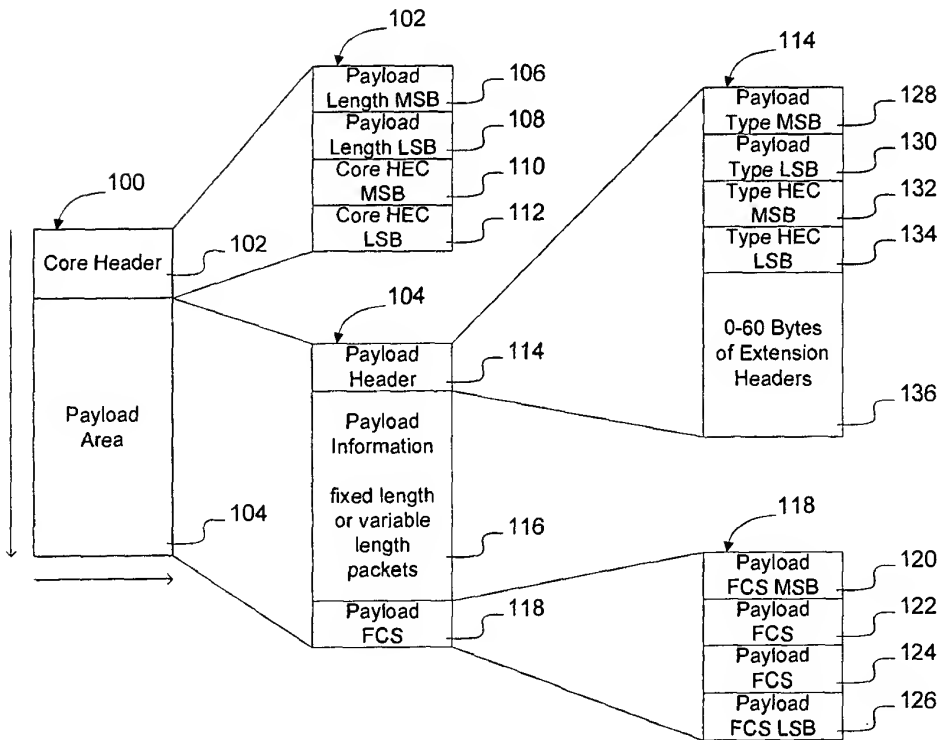 100
Core Header
102
Payload
Area
104
102
Payload
Length MSB
106
Payload
Length LSB
108
Core HEC
MSB
110
Core HEC
LSB
112
104
Payload
Header
114
Payload
Information
fixed length
or variable
length
packets
116
Payload
FCS
118
114
Payload
Type MSB
128
Payload
Type LSB
130
Type HEC
MSB
132
Type HEC
LSB
134
0-60 Bytes
of Extension
Headers
136
118
Payload
FCS MSB
120
Payload
FCS
122
Payload
FCS
124
Payload
FCS LSB
126